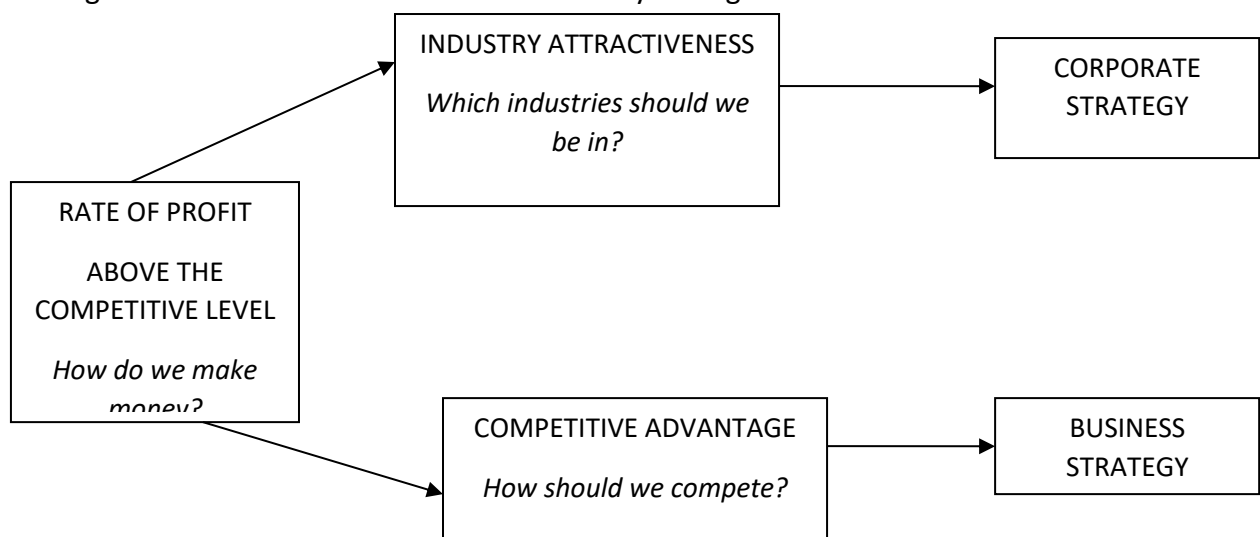 INDUSTRY ATTRACTIVENESS
Which industries should we
be in?
CORPORATE
STRATEGY
RATE OF PROFIT
ABOVE THE
COMPETITIVE LEVEL
How do we make
money?
COMPETITIVE ADVANTAGE
How should we compete?
BUSINESS
STRATEGY